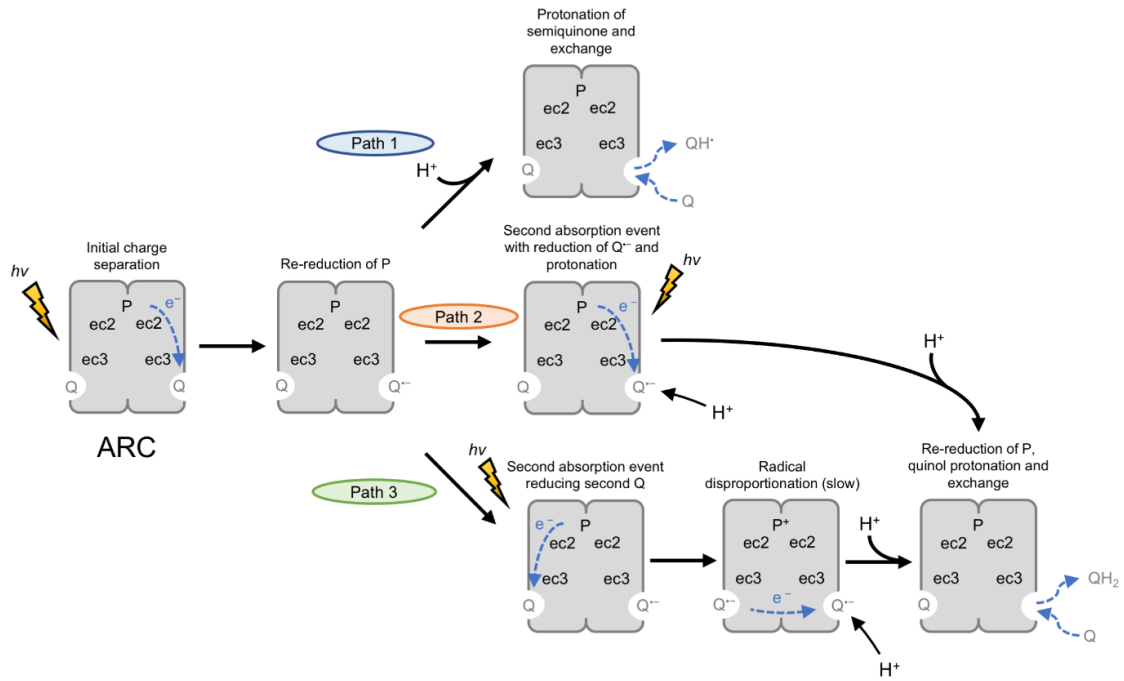 Protonation of
semiquinone and
exchange
P
ec2 ec2
ec3 ec3
Q
QH•
Q
Path 1
H⁺
Initial charge
separation
hv
P e⁻
ec2 ec2
ec3 ec3
Q Q
ARC
Re-reduction of P
P
ec2 ec2
ec3 ec3
Q Q•−
Path 2
Second absorption event
with reduction of Q•− and
protonation
hv
P e⁻
ec2 ec2
ec3 ec3
Q Q•−
H⁺
H⁺
Path 3
hv
Second absorption event
reducing second Q
e⁻ P
ec2 ec2
ec3 ec3
Q Q•−
Radical
disproportionation (slow)
P⁺
ec2 ec2
ec3 ec3
Q•− e⁻ Q•−
H⁺
H⁺
Re-reduction of P,
quinol protonation and
exchange
P
ec2 ec2
ec3 ec3
Q
QH₂
Q